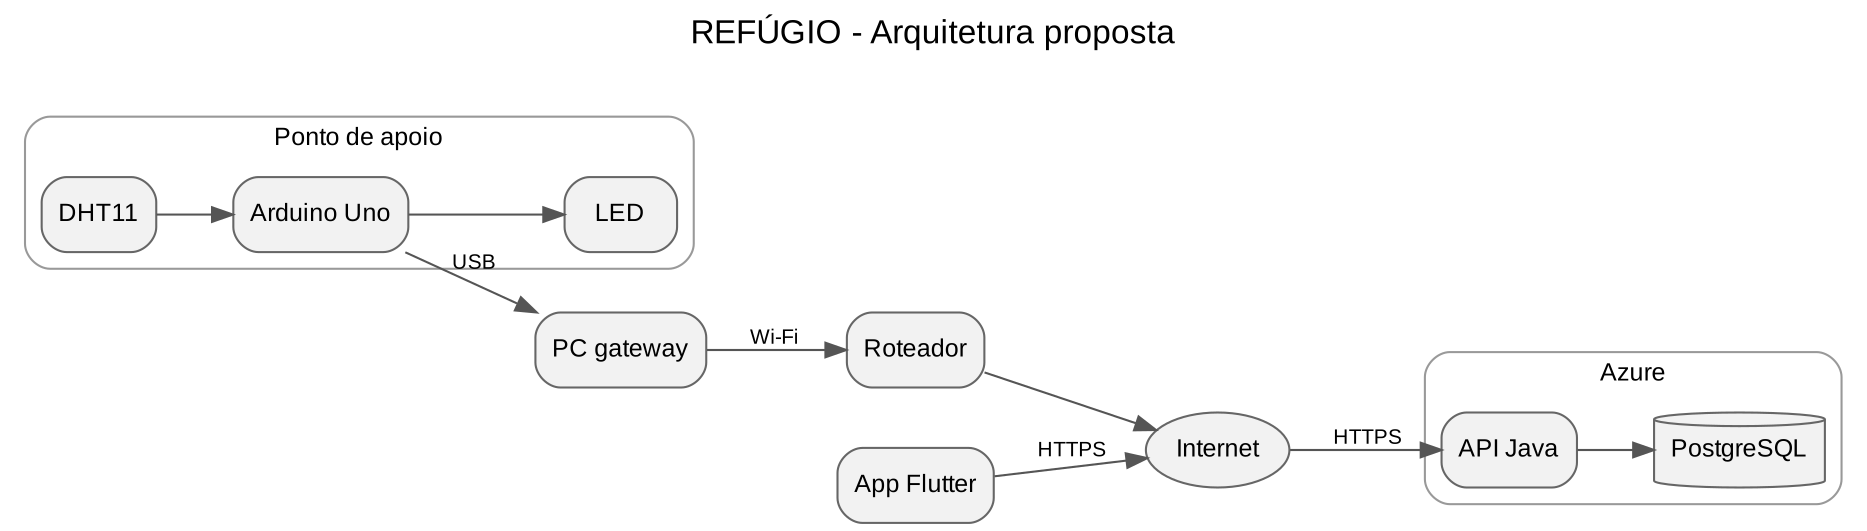 REFÚGIO - Arquitetura proposta
Ponto de apoio
DHT11
Arduino Uno
LED
USB
PC gateway
Wi-Fi
Roteador
App Flutter
HTTPS
Internet
HTTPS
Azure
API Java
PostgreSQL